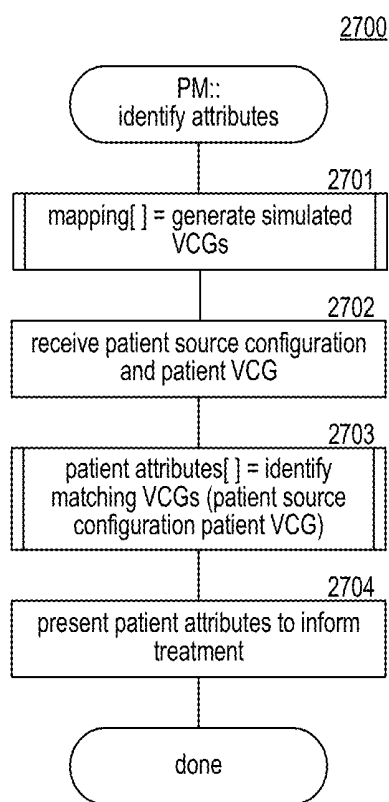 2700
PM::
identify attributes
2701
mapping[ ] = generate simulated
VCGs
2702
receive patient source configuration
and patient VCG
2703
patient attributes[ ] = identify
matching VCGs (patient source
configuration patient VCG)
2704
present patient attributes to inform
treatment
done